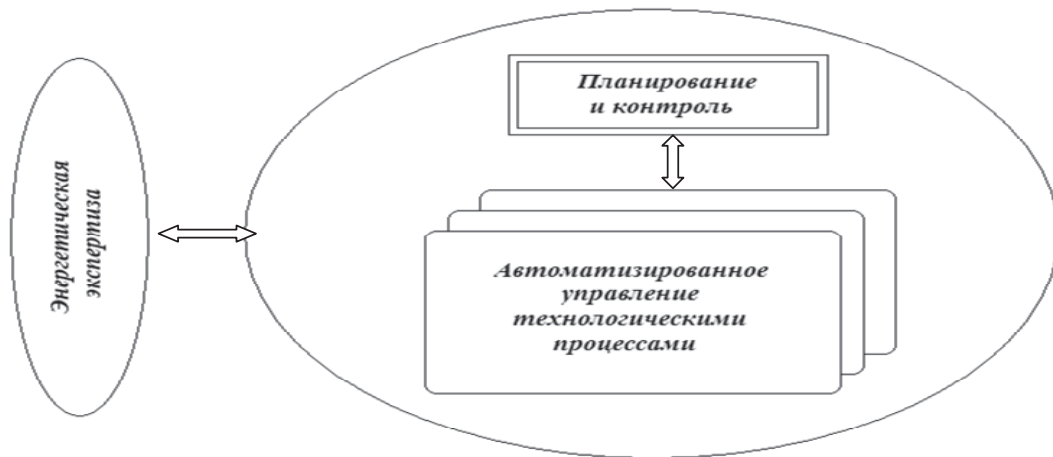 Энергетическая
экспертиза
Планирование
и контроль
Автоматизированное
управление
технологическими
процессами